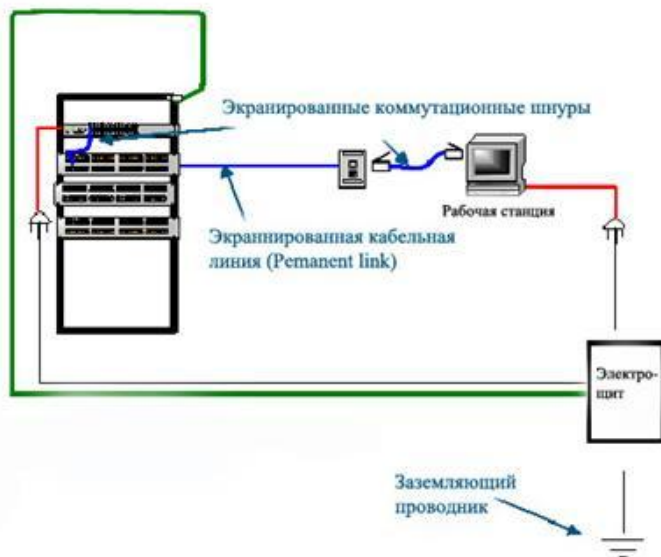 Экранированные коммутационные шнуры
Рабочая станция
Экраннированная кабельная
линия (Pemanent link)
Электро-
щит
Заземляющий
проводник